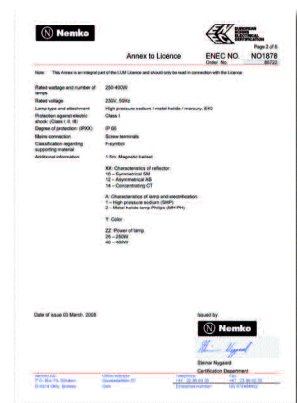 Nemko
EUROPEAN
NORMS
ELECTRICAL
CERTIFICATION
Page 2 of 6
Annex to Licence
ENEC NO. NO1878
Order No:
Note: This Annex is an integral part of the LUM Licence and should only be read in connection with the Licence.
Rated wattage and number of lamps
250-400W
Rated voltage
230V, 50Hz
Lamp type and attachment
High pressure sodium / metal halide / mercury, E40
Protection against electric shock: (Class I, II, III)
Class I
Degree of protection: (IPXX)
IP 65
Mains connection
Screw terminals
Classification regarding supporting material
F-symbol
Additional information
Magnetic ballast
XX: Characteristics of reflector
10 – Symmetrical SM
12 – Asymmetrical AS
14 – Concentrating CT
A: Characteristics of lamp and electrification:
1 – High pressure sodium (SHP)
2 – Metal halide lamp Philips
Y: Color
ZZ: Power of lamp
25 – 250W
40 – 400W
Date of issue 03 March, 2008
Issued by
Nemko
Steinar Nygaard
Certification Department